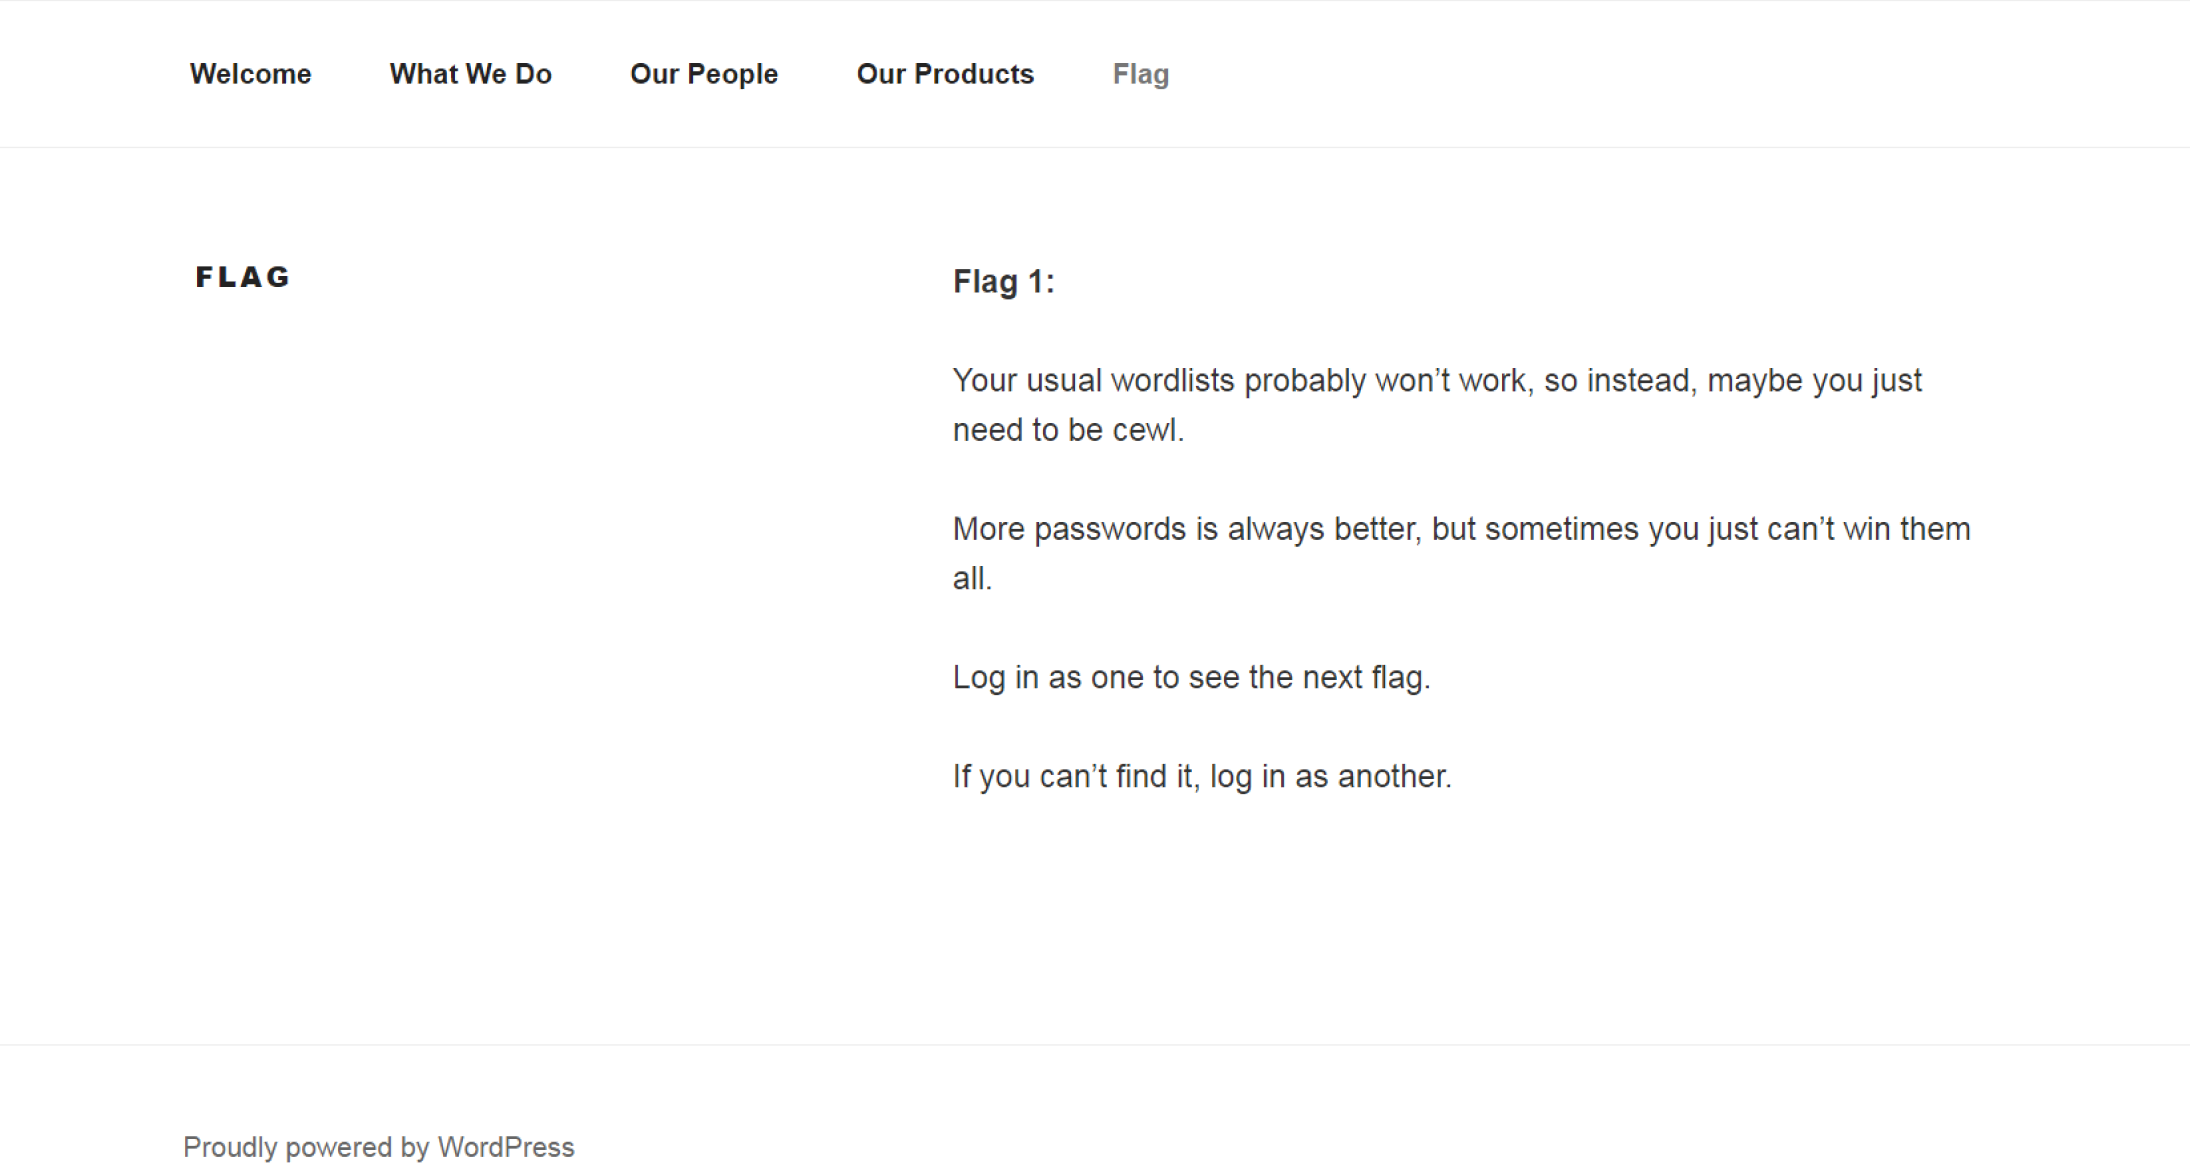 Welcome What We Do Our People Our Products Flag
FLAG
Flag 1:
Your usual wordlists probably won’t work, so instead, maybe you just
need to be cewl.
More passwords is always better, but sometimes you just can’t win them
all.
Log in as one to see the next flag.
If you can’t find it, log in as another.
Proudly powered by WordPress